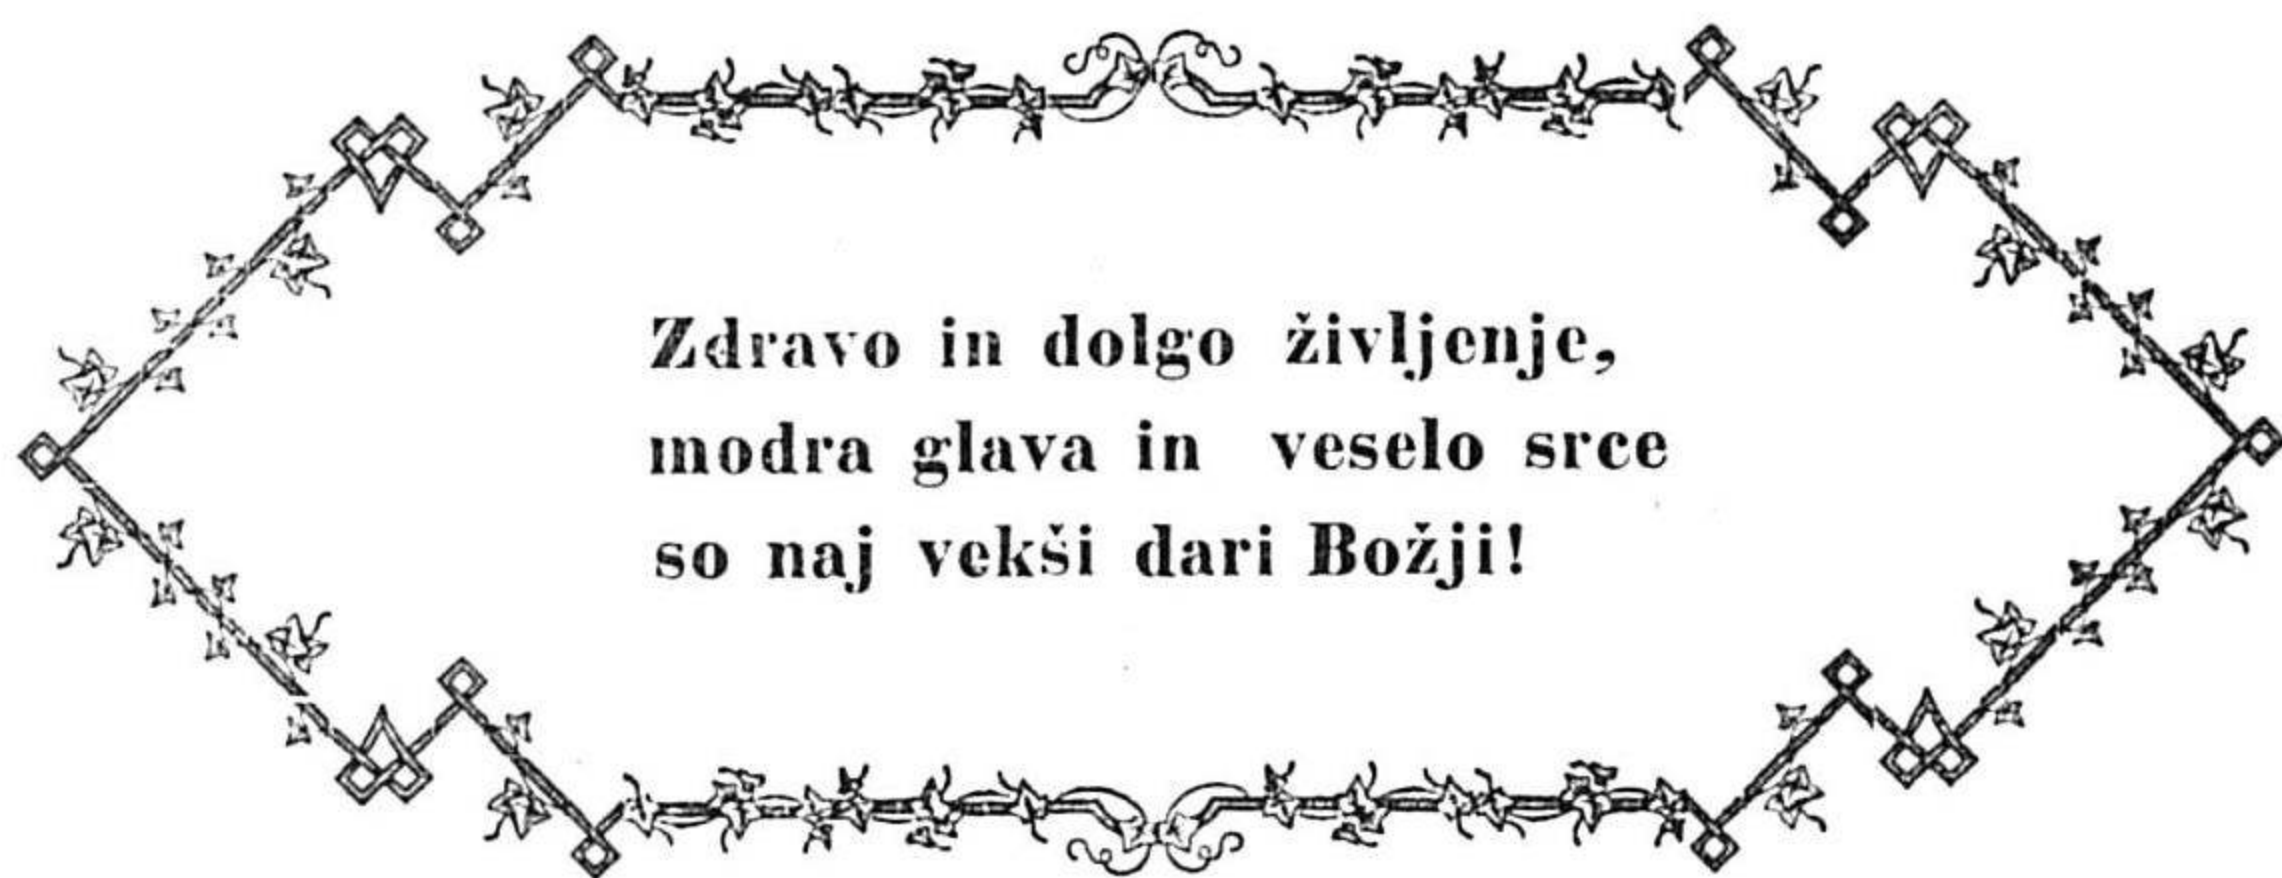 Zdravo in dolgo življenje,
modra glava in veselo srce
so naj vekši dari Božji!